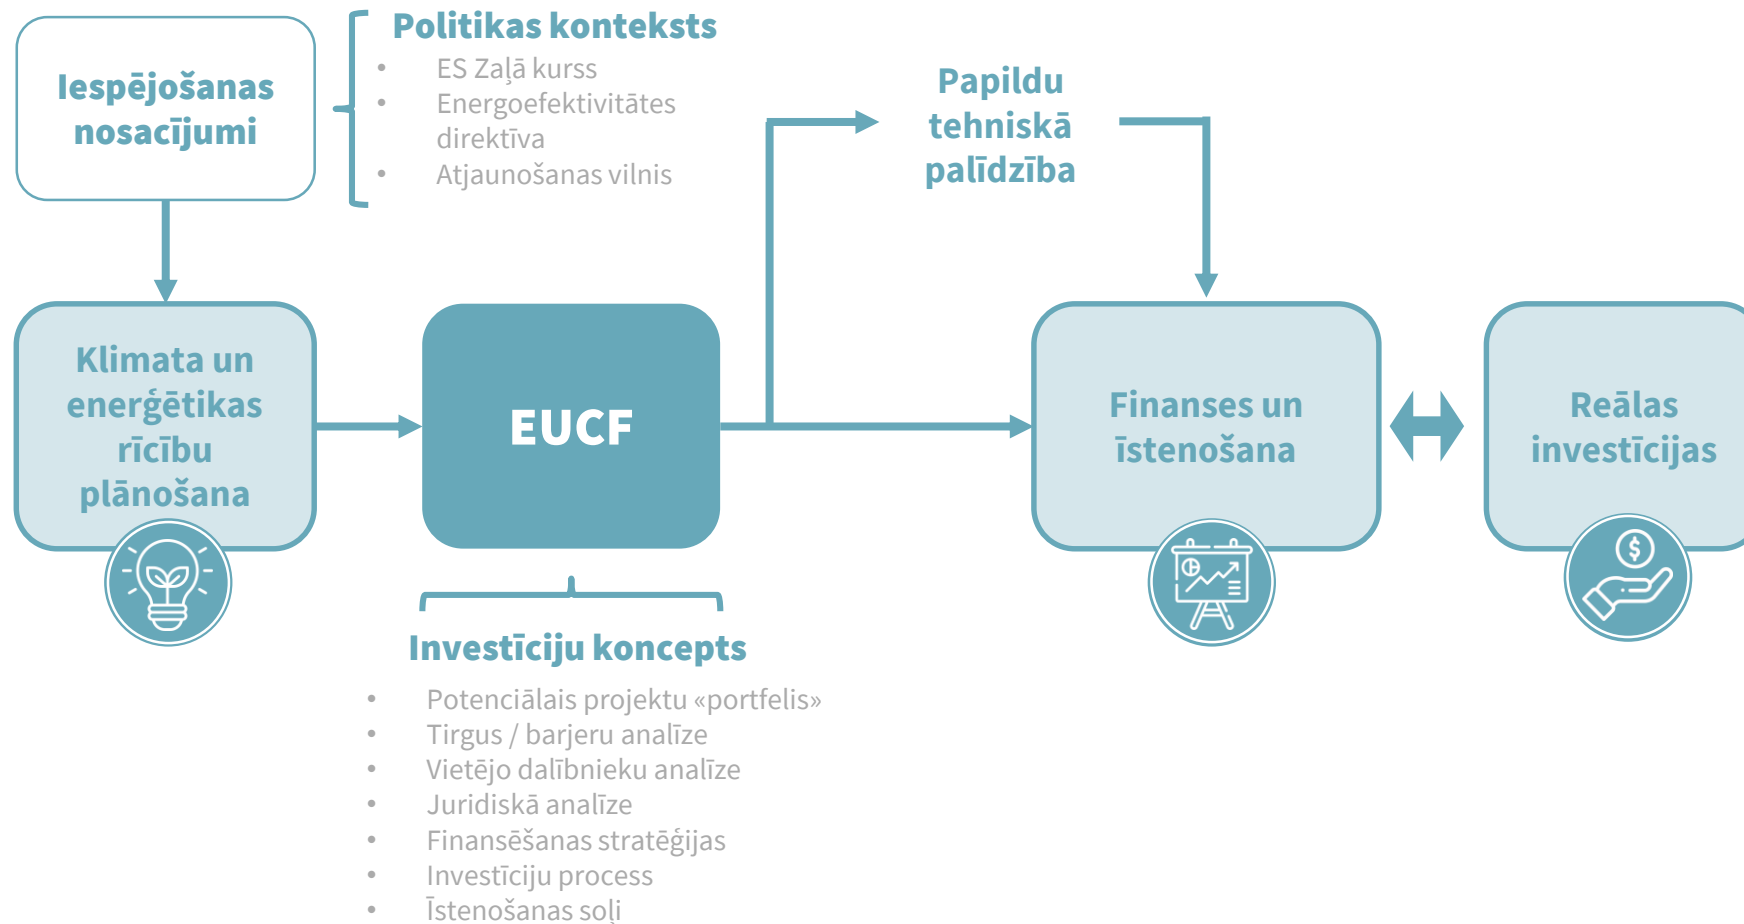 Iespējošanas
nosacījumi
Politikas konteksts
• ES Zaļā kurss
• Energoefektivitātes
direktīva
• Atjaunošanas vilnis
Papildu
tehniskā
palīdzība
Klimata un
enerģētikas
rīcību
plānošana
EUCF
Finanses un
īstenošana
Reālas
investīcijas
$
Investīciju koncepts
• Potenciālais projektu «portfelis»
• Tirgus / barjeru analīze
• Vietējo dalībnieku analīze
• Juridiskā analīze
• Finansēšanas stratēģijas
• Investīciju process
• Īstenošanas soļi